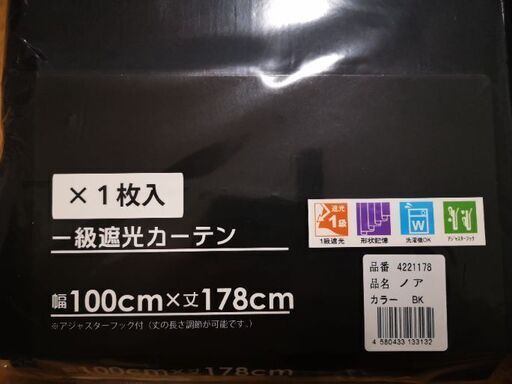 ×1枚入
一級遮光カーテン
幅100cm×丈178cm
※アジャスターフック付(丈の長さ調節が可能です。)
遮光
1級
W
1級遮光
形状記憶
洗濯機OK
アジャスターフック
品番 4221178
品名 ノア
カラー BK
4 580433 133132